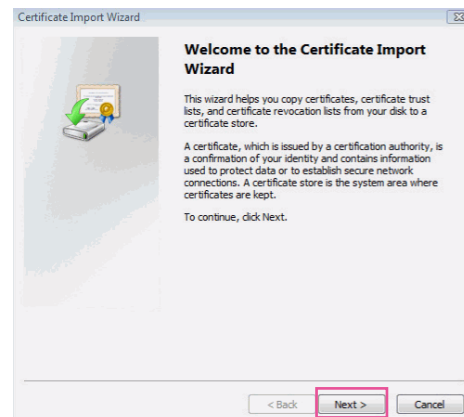 Certificate Import Wizard
Welcome to the Certificate Import
Wizard
This wizard helps you copy certificates, certificate trust
lists, and certificate revocation lists from your disk to a
certificate store.
A certificate, which is issued by a certification authority, is
a confirmation of your identity and contains information
used to protect data or to establish secure network
connections. A certificate store is the system area where
certificates are kept.
To continue, click Next.
< Back Next > Cancel